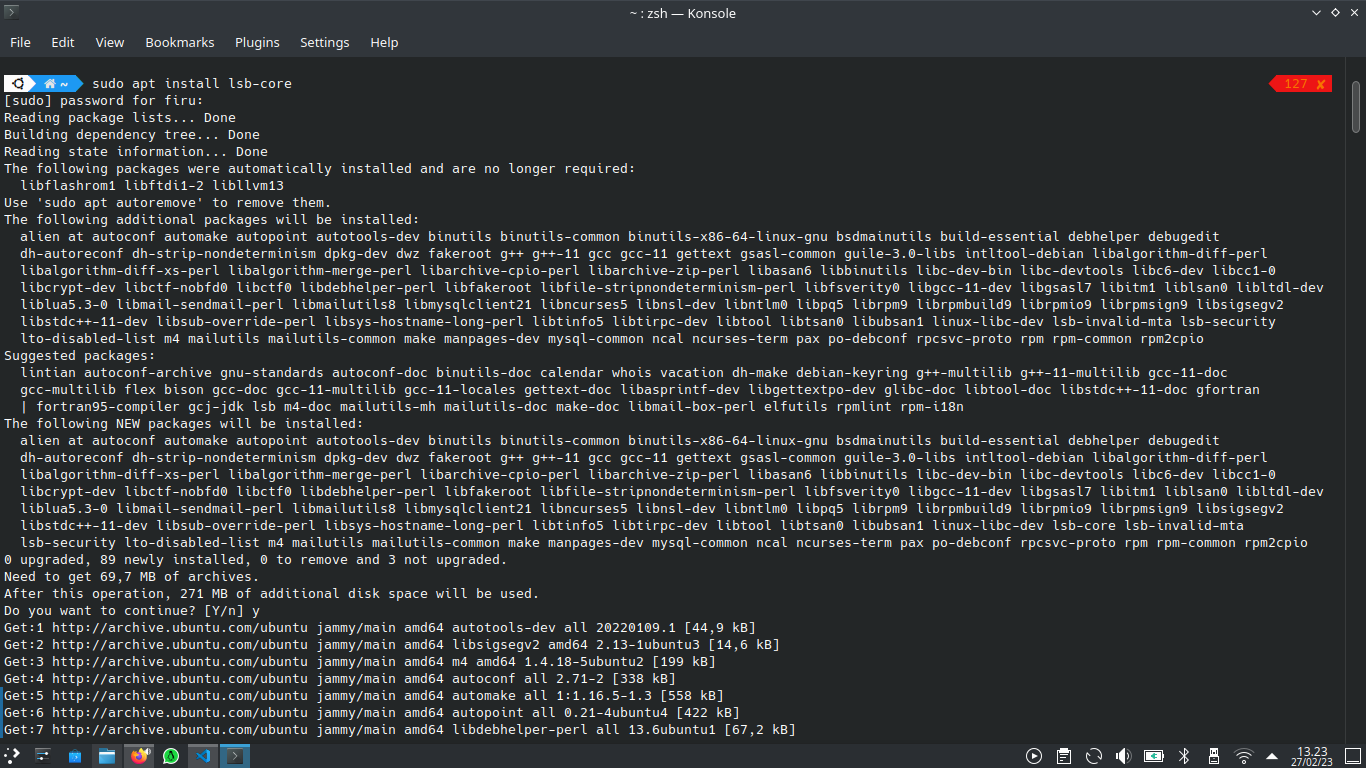 ~ : zsh — Konsole
File Edit View Bookmarks Plugins Settings Help
~ sudo apt install lsb-core 127 ✘
[sudo] password for firu:
Reading package lists... Done
Building dependency tree... Done
Reading state information... Done
The following packages were automatically installed and are no longer required:
libflashrom1 libftdi1-2 libllvm13
Use 'sudo apt autoremove' to remove them.
The following additional packages will be installed:
alien at autoconf automake autopoint autotools-dev binutils binutils-common binutils-x86-64-linux-gnu bsdmainutils build-essential debhelper debugedit
dh-autoreconf dh-strip-nondeterminism dpkg-dev dwz fakeroot g++ g++-11 gcc gcc-11 gettext gsasl-common guile-3.0-libs intltool-debian libalgorithm-diff-perl
libalgorithm-diff-xs-perl libalgorithm-merge-perl libarchive-cpio-perl libarchive-zip-perl libasan6 libbinutils libc-dev-bin libc-devtools libc6-dev libcc1-0
libcrypt-dev libctf-nobfd0 libctf0 libdebhelper-perl libfakeroot libfile-stripnondeterminism-perl libfsverity0 libgcc-11-dev libgsasl7 libitm1 liblsan0 libltdl-dev
liblua5.3-0 libmail-sendmail-perl libmailutils8 libmysqlclient21 libncurses5 libnsl-dev libntlm0 libpq5 librpm9 librpmbuild9 librpmio9 librpmsign9 libsigsegv2
libstdc++-11-dev libsub-override-perl libsys-hostname-long-perl libtinfo5 libtirpc-dev libtool libtsan0 libubsan1 linux-libc-dev lsb-invalid-mta lsb-security
lto-disabled-list m4 mailutils mailutils-common make manpages-dev mysql-common ncal ncurses-term pax po-debconf rpcsvc-proto rpm rpm-common rpm2cpio
Suggested packages:
lintian autoconf-archive gnu-standards autoconf-doc binutils-doc calendar whois vacation dh-make debian-keyring g++-multilib g++-11-multilib gcc-11-doc
gcc-multilib flex bison gcc-doc gcc-11-multilib gcc-11-locales gettext-doc libasprintf-dev libgettextpo-dev glibc-doc libtool-doc libstdc++-11-doc gfortran
| fortran95-compiler gcj-jdk lsb m4-doc mailutils-mh mailutils-doc make-doc libmail-box-perl elfutils rpmlint rpm-i18n
The following NEW packages will be installed:
alien at autoconf automake autopoint autotools-dev binutils binutils-common binutils-x86-64-linux-gnu bsdmainutils build-essential debhelper debugedit
dh-autoreconf dh-strip-nondeterminism dpkg-dev dwz fakeroot g++ g++-11 gcc gcc-11 gettext gsasl-common guile-3.0-libs intltool-debian libalgorithm-diff-perl
libalgorithm-diff-xs-perl libalgorithm-merge-perl libarchive-cpio-perl libarchive-zip-perl libasan6 libbinutils libc-dev-bin libc-devtools libc6-dev libcc1-0
libcrypt-dev libctf-nobfd0 libctf0 libdebhelper-perl libfakeroot libfile-stripnondeterminism-perl libfsverity0 libgcc-11-dev libgsasl7 libitm1 liblsan0 libltdl-dev
liblua5.3-0 libmail-sendmail-perl libmailutils8 libmysqlclient21 libncurses5 libnsl-dev libntlm0 libpq5 librpm9 librpmbuild9 librpmio9 librpmsign9 libsigsegv2
libstdc++-11-dev libsub-override-perl libsys-hostname-long-perl libtinfo5 libtirpc-dev libtool libtsan0 libubsan1 linux-libc-dev lsb-core lsb-invalid-mta
lsb-security lto-disabled-list m4 mailutils mailutils-common make manpages-dev mysql-common ncal ncurses-term pax po-debconf rpcsvc-proto rpm rpm-common rpm2cpio
0 upgraded, 89 newly installed, 0 to remove and 3 not upgraded.
Need to get 69,7 MB of archives.
After this operation, 271 MB of additional disk space will be used.
Do you want to continue? [Y/n] y
Get:1 http://archive.ubuntu.com/ubuntu jammy/main amd64 autotools-dev all 20220109.1 [44,9 kB]
Get:2 http://archive.ubuntu.com/ubuntu jammy/main amd64 libsigsegv2 amd64 2.13-1ubuntu3 [14,6 kB]
Get:3 http://archive.ubuntu.com/ubuntu jammy/main amd64 m4 amd64 1.4.18-5ubuntu2 [199 kB]
Get:4 http://archive.ubuntu.com/ubuntu jammy/main amd64 autoconf all 2.71-2 [338 kB]
Get:5 http://archive.ubuntu.com/ubuntu jammy/main amd64 automake all 1:1.16.5-1.3 [558 kB]
Get:6 http://archive.ubuntu.com/ubuntu jammy/main amd64 autopoint all 0.21-4ubuntu4 [422 kB]
Get:7 http://archive.ubuntu.com/ubuntu jammy/main amd64 libdebhelper-perl all 13.6ubuntu1 [67,2 kB]
13.23
27/02/23